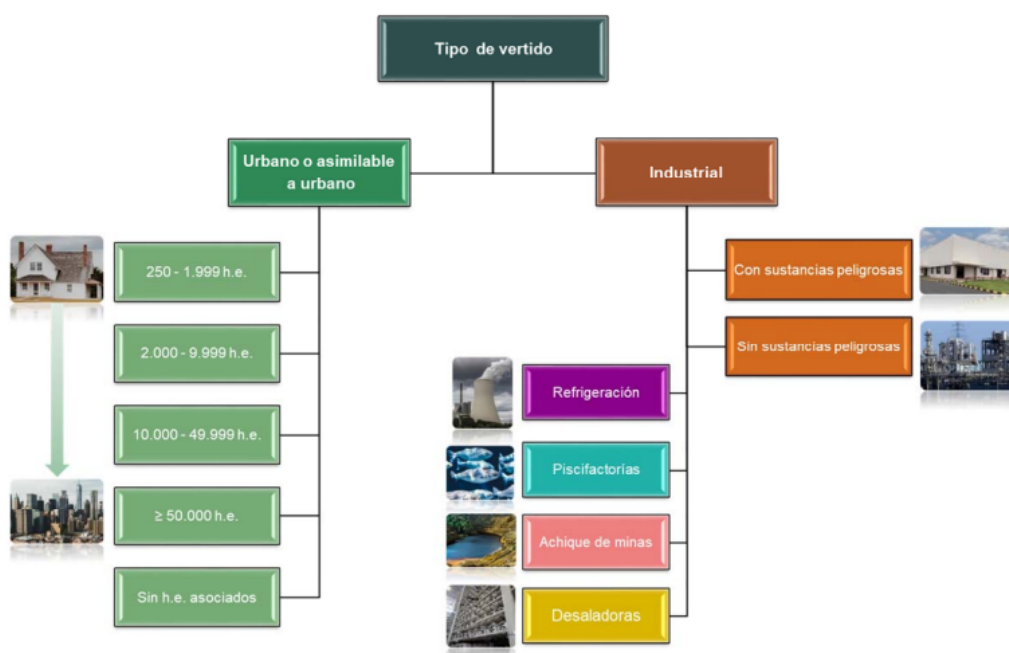 Tipo de vertido
Urbano o asimilable
a urbano
Industrial
250 - 1.999 h.e.
2.000 - 9.999 h.e.
10.000 - 49.999 h.e.
≥ 50.000 h.e.
Sin h.e. asociados
Con sustancias peligrosas
Sin sustancias peligrosas
Refrigeración
Piscifactorías
Achique de minas
Desaladoras